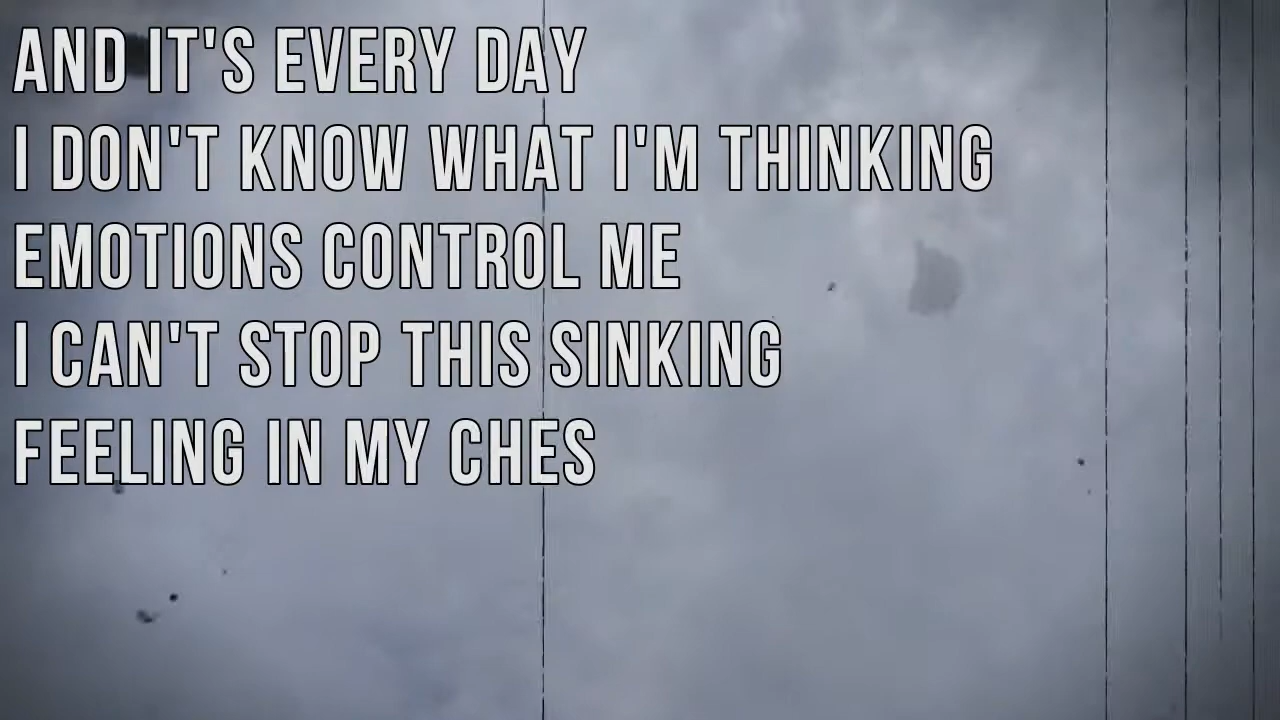 AND IT'S EVERY DAY
I DON'T KNOW WHAT I'M THINKING
EMOTIONS CONTROL ME
I CAN'T STOP THIS SINKING
FEELING IN MY CHES